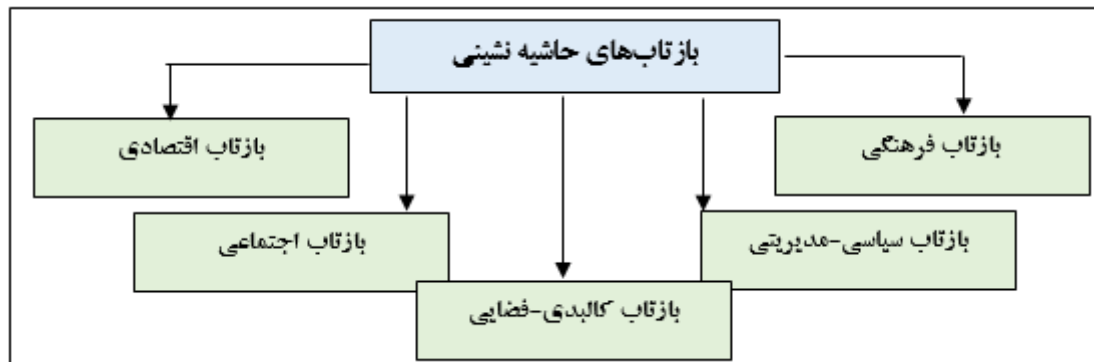 بازتاب‌های حاشیه نشینی
بازتاب فرهنگی
بازتاب اقتصادی
بازتاب سیاسی-مدیریتی
بازتاب اجتماعی
بازتاب کالبدی-فضایی